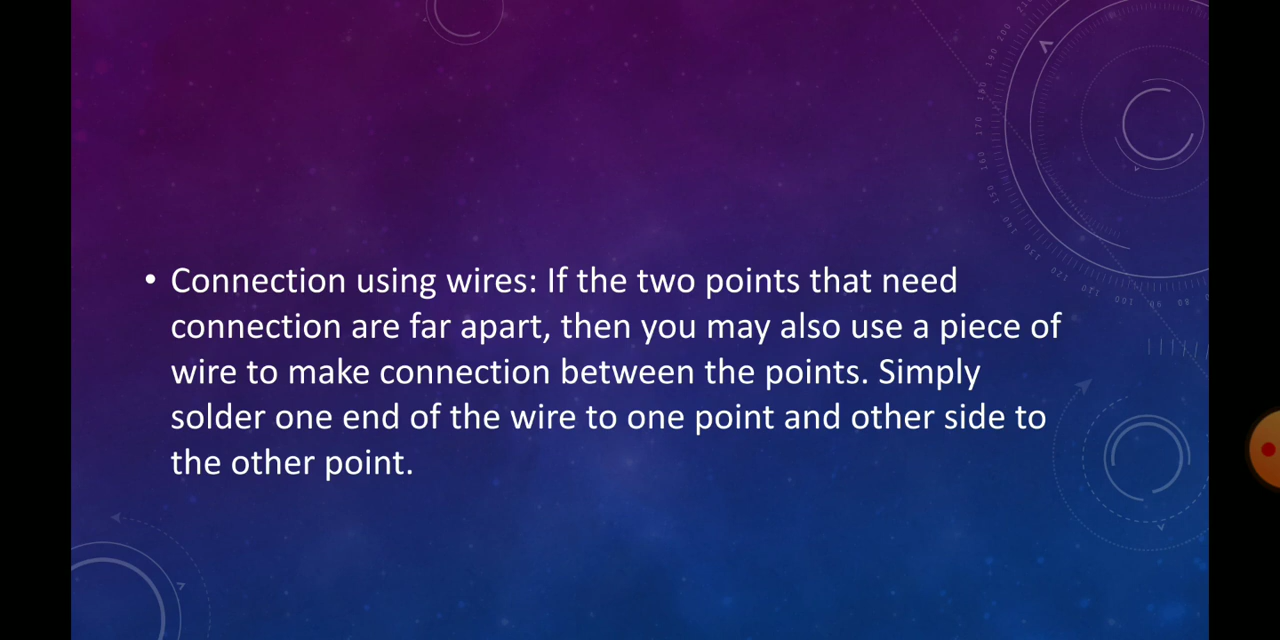 • Connection using wires: If the two points that need
connection are far apart, then you may also use a piece of
wire to make connection between the points. Simply
solder one end of the wire to one point and other side to
the other point.